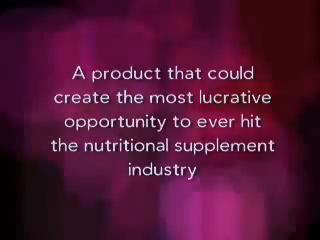 A product that could
create the most lucrative
opportunity to ever hit
the nutritional supplement
industry